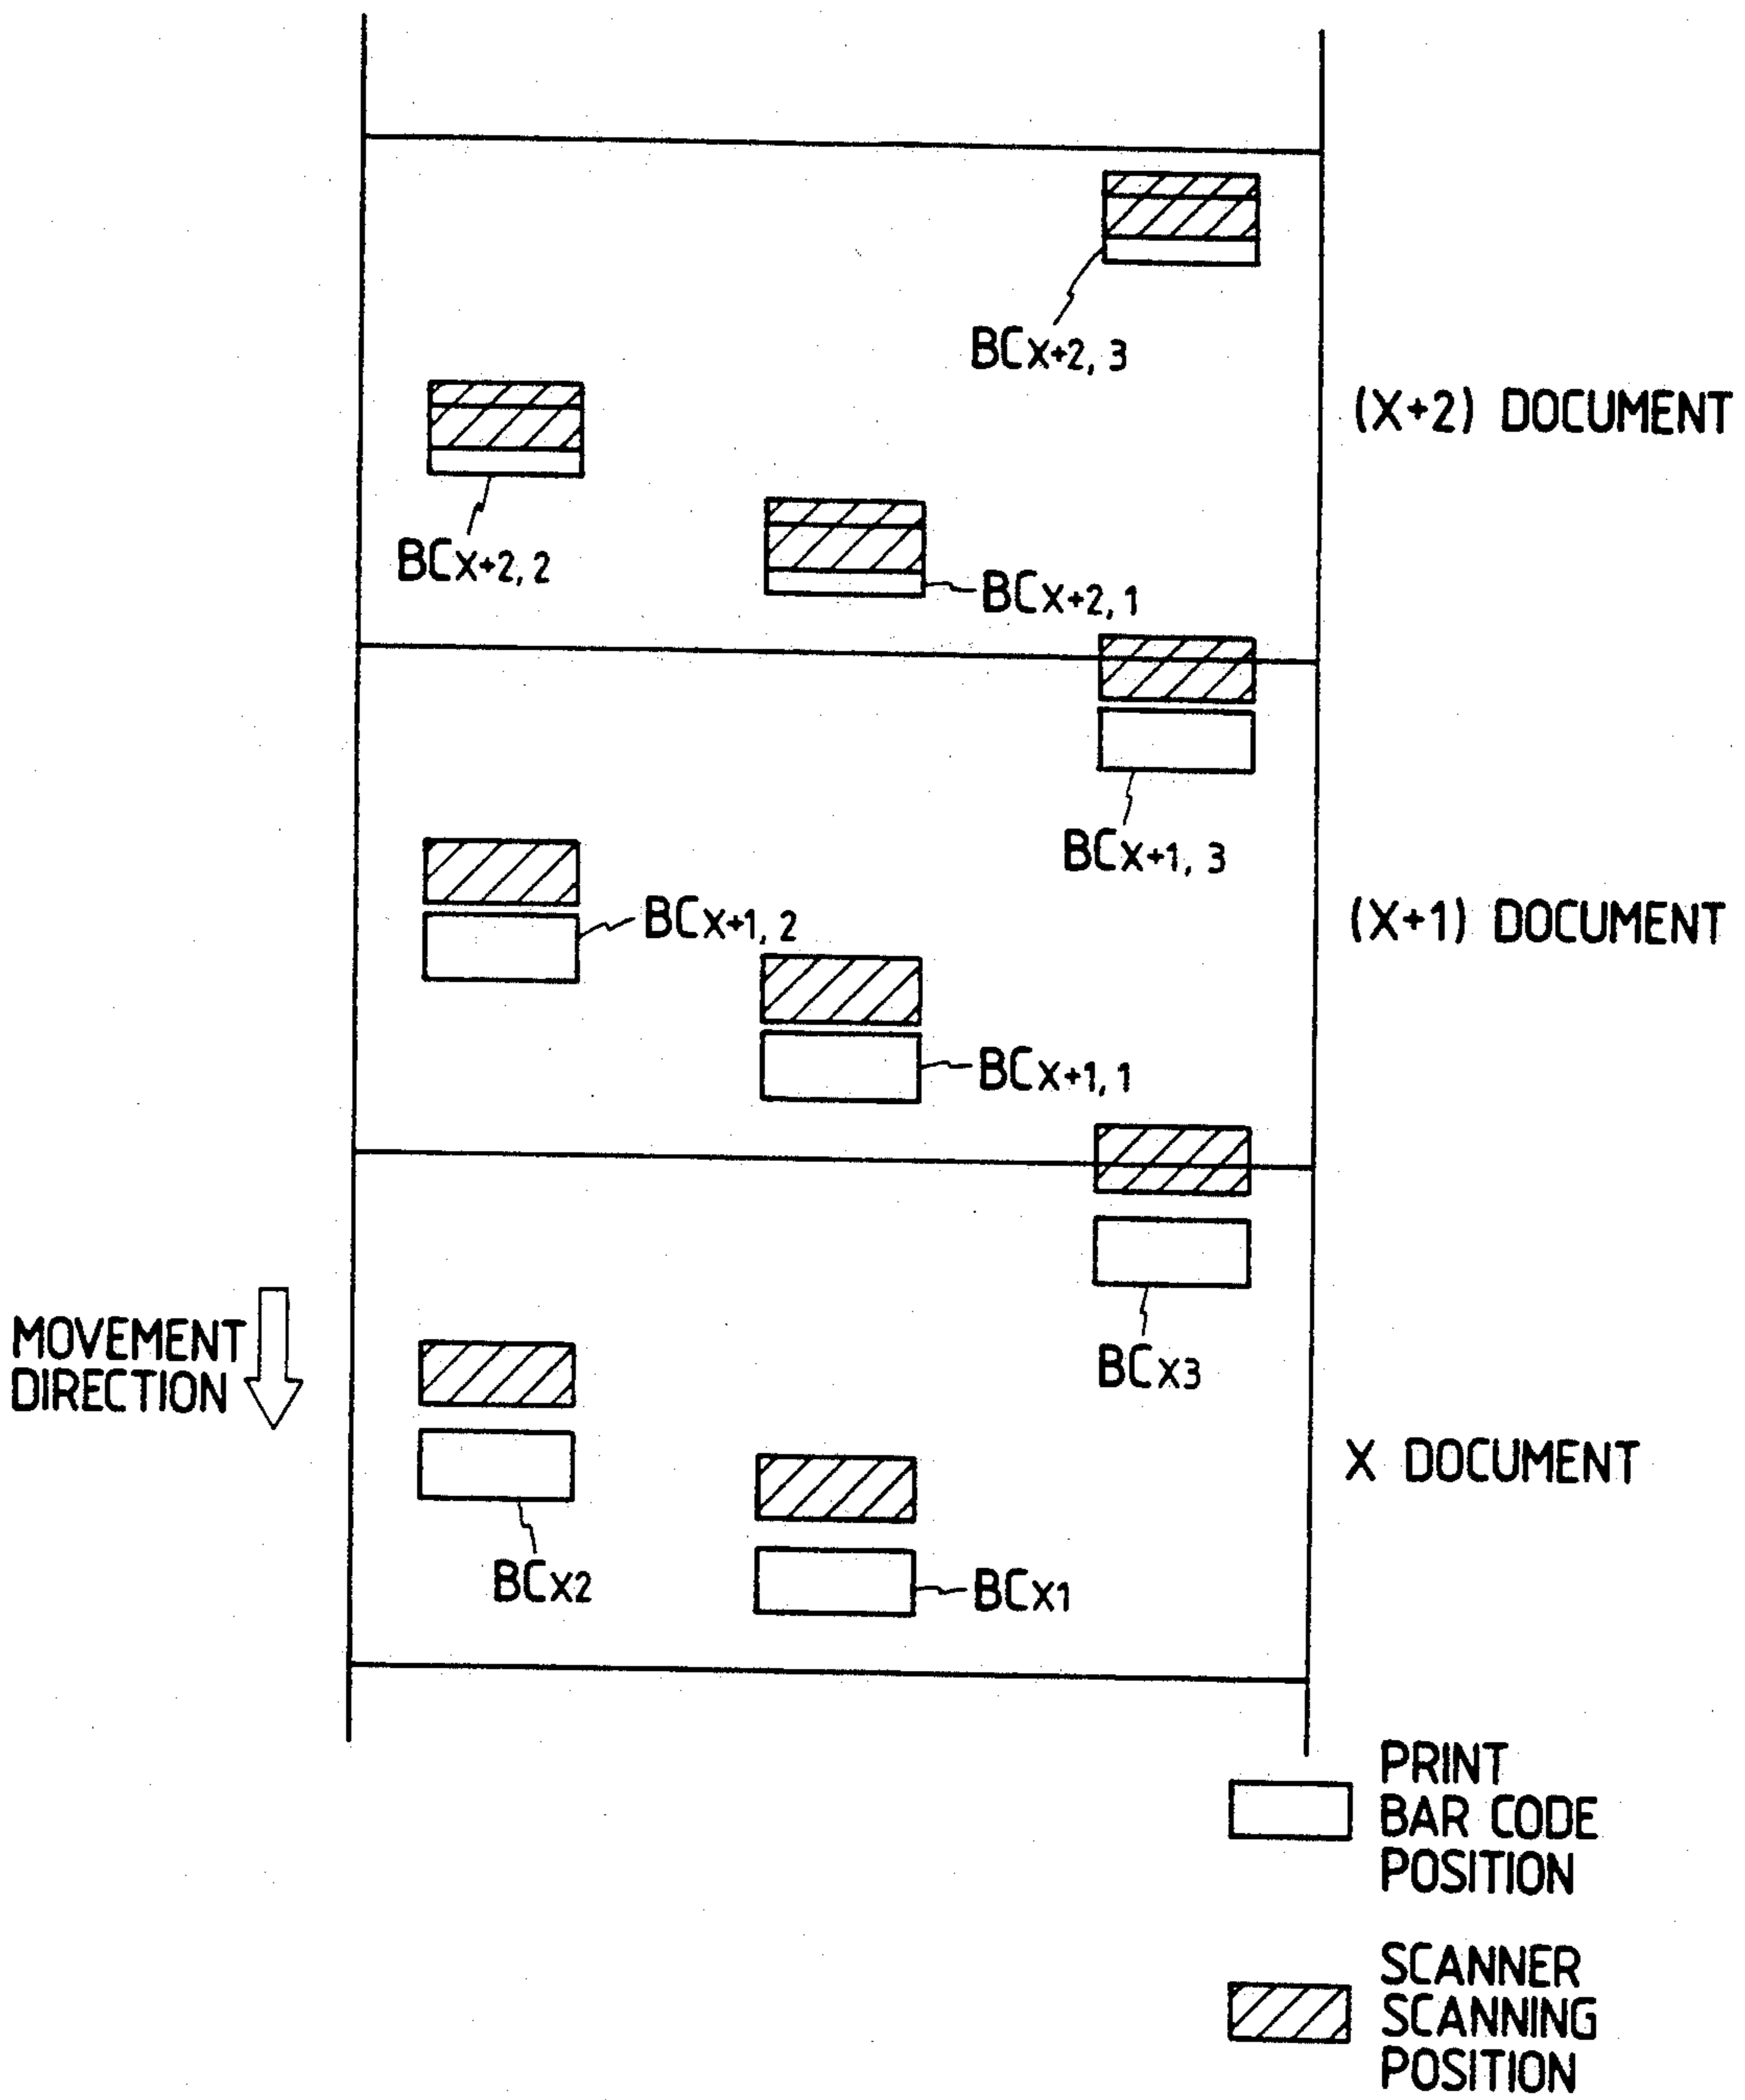 BCX+2, 3
(X+2) DOCUMENT
BCX+2, 2
BCX+2, 1
BCX+1, 3
BCX+1, 2
(X+1) DOCUMENT
BCX+1, 1
MOVEMENT
DIRECTION
BCX3
X DOCUMENT
BCX2
BCX1
PRINT
BAR CODE
POSITION
SCANNER
SCANNING
POSITION